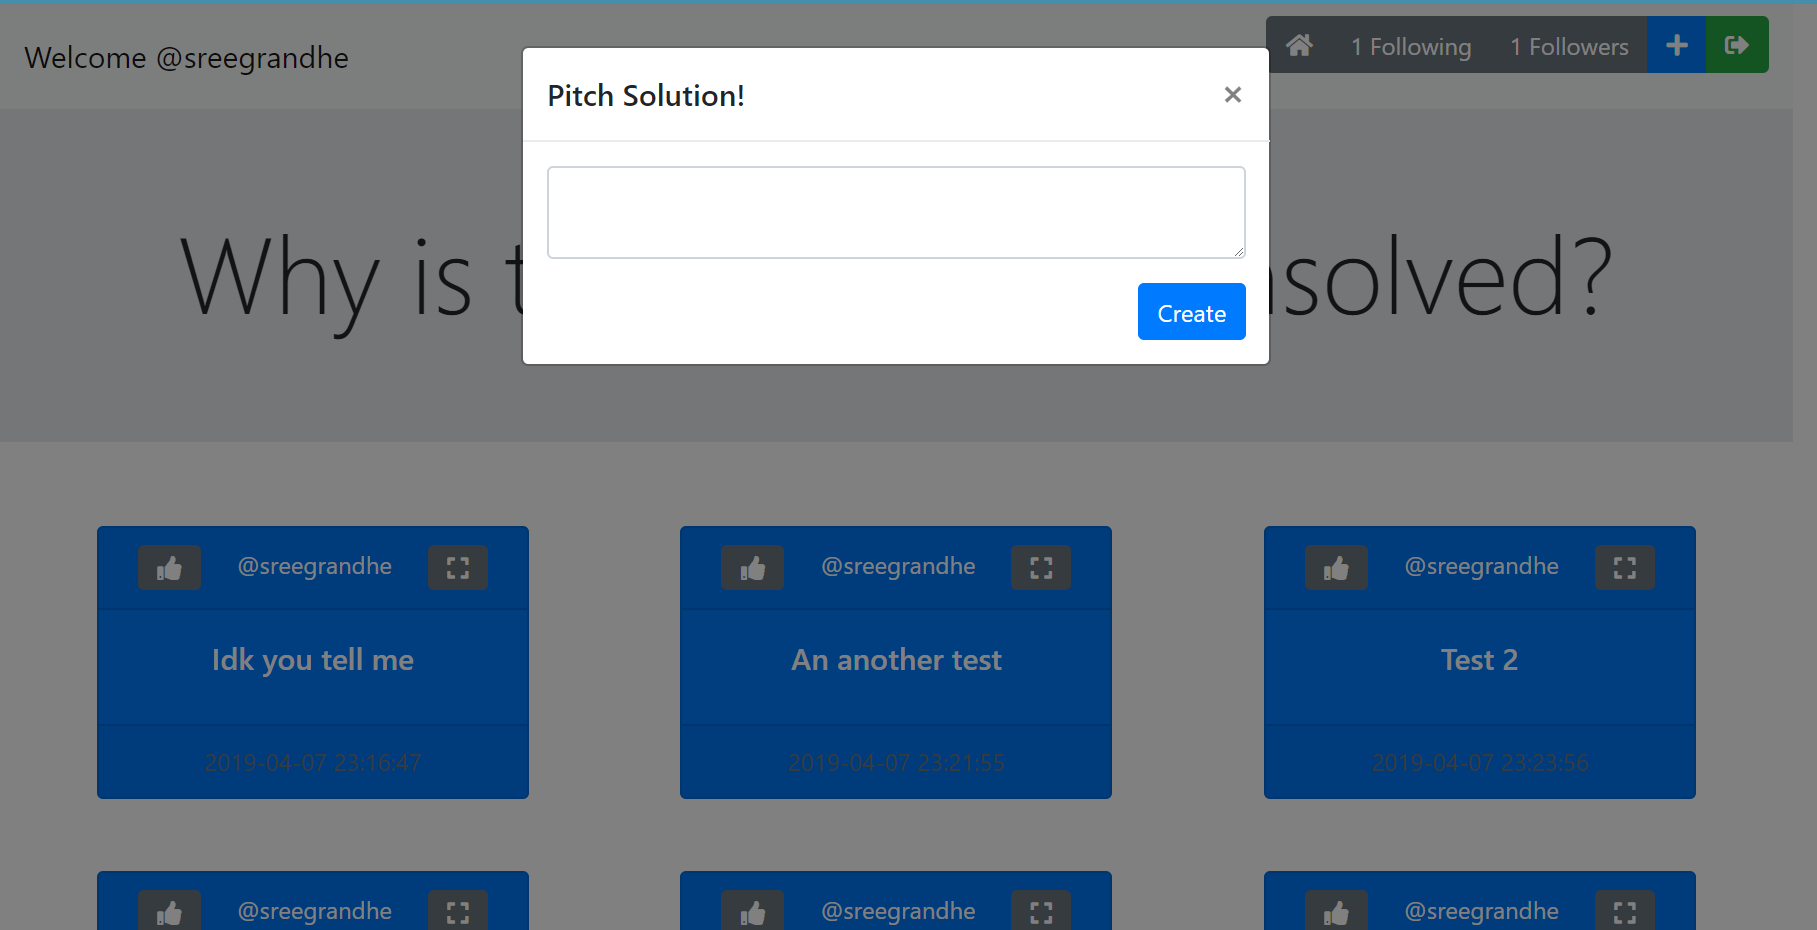 Welcome @sreegrandhe
1 Following
1 Followers
Pitch Solution!
×
Why is
solved?
Create
@sreegrandhe
@sreegrandhe
@sreegrandhe
Idk you tell me
An another test
Test 2
2019-04-07 23:16:47
2019-04-07 23:21:55
2019-04-07 23:23:56
@sreegrandhe
@sreegrandhe
@sreegrandhe